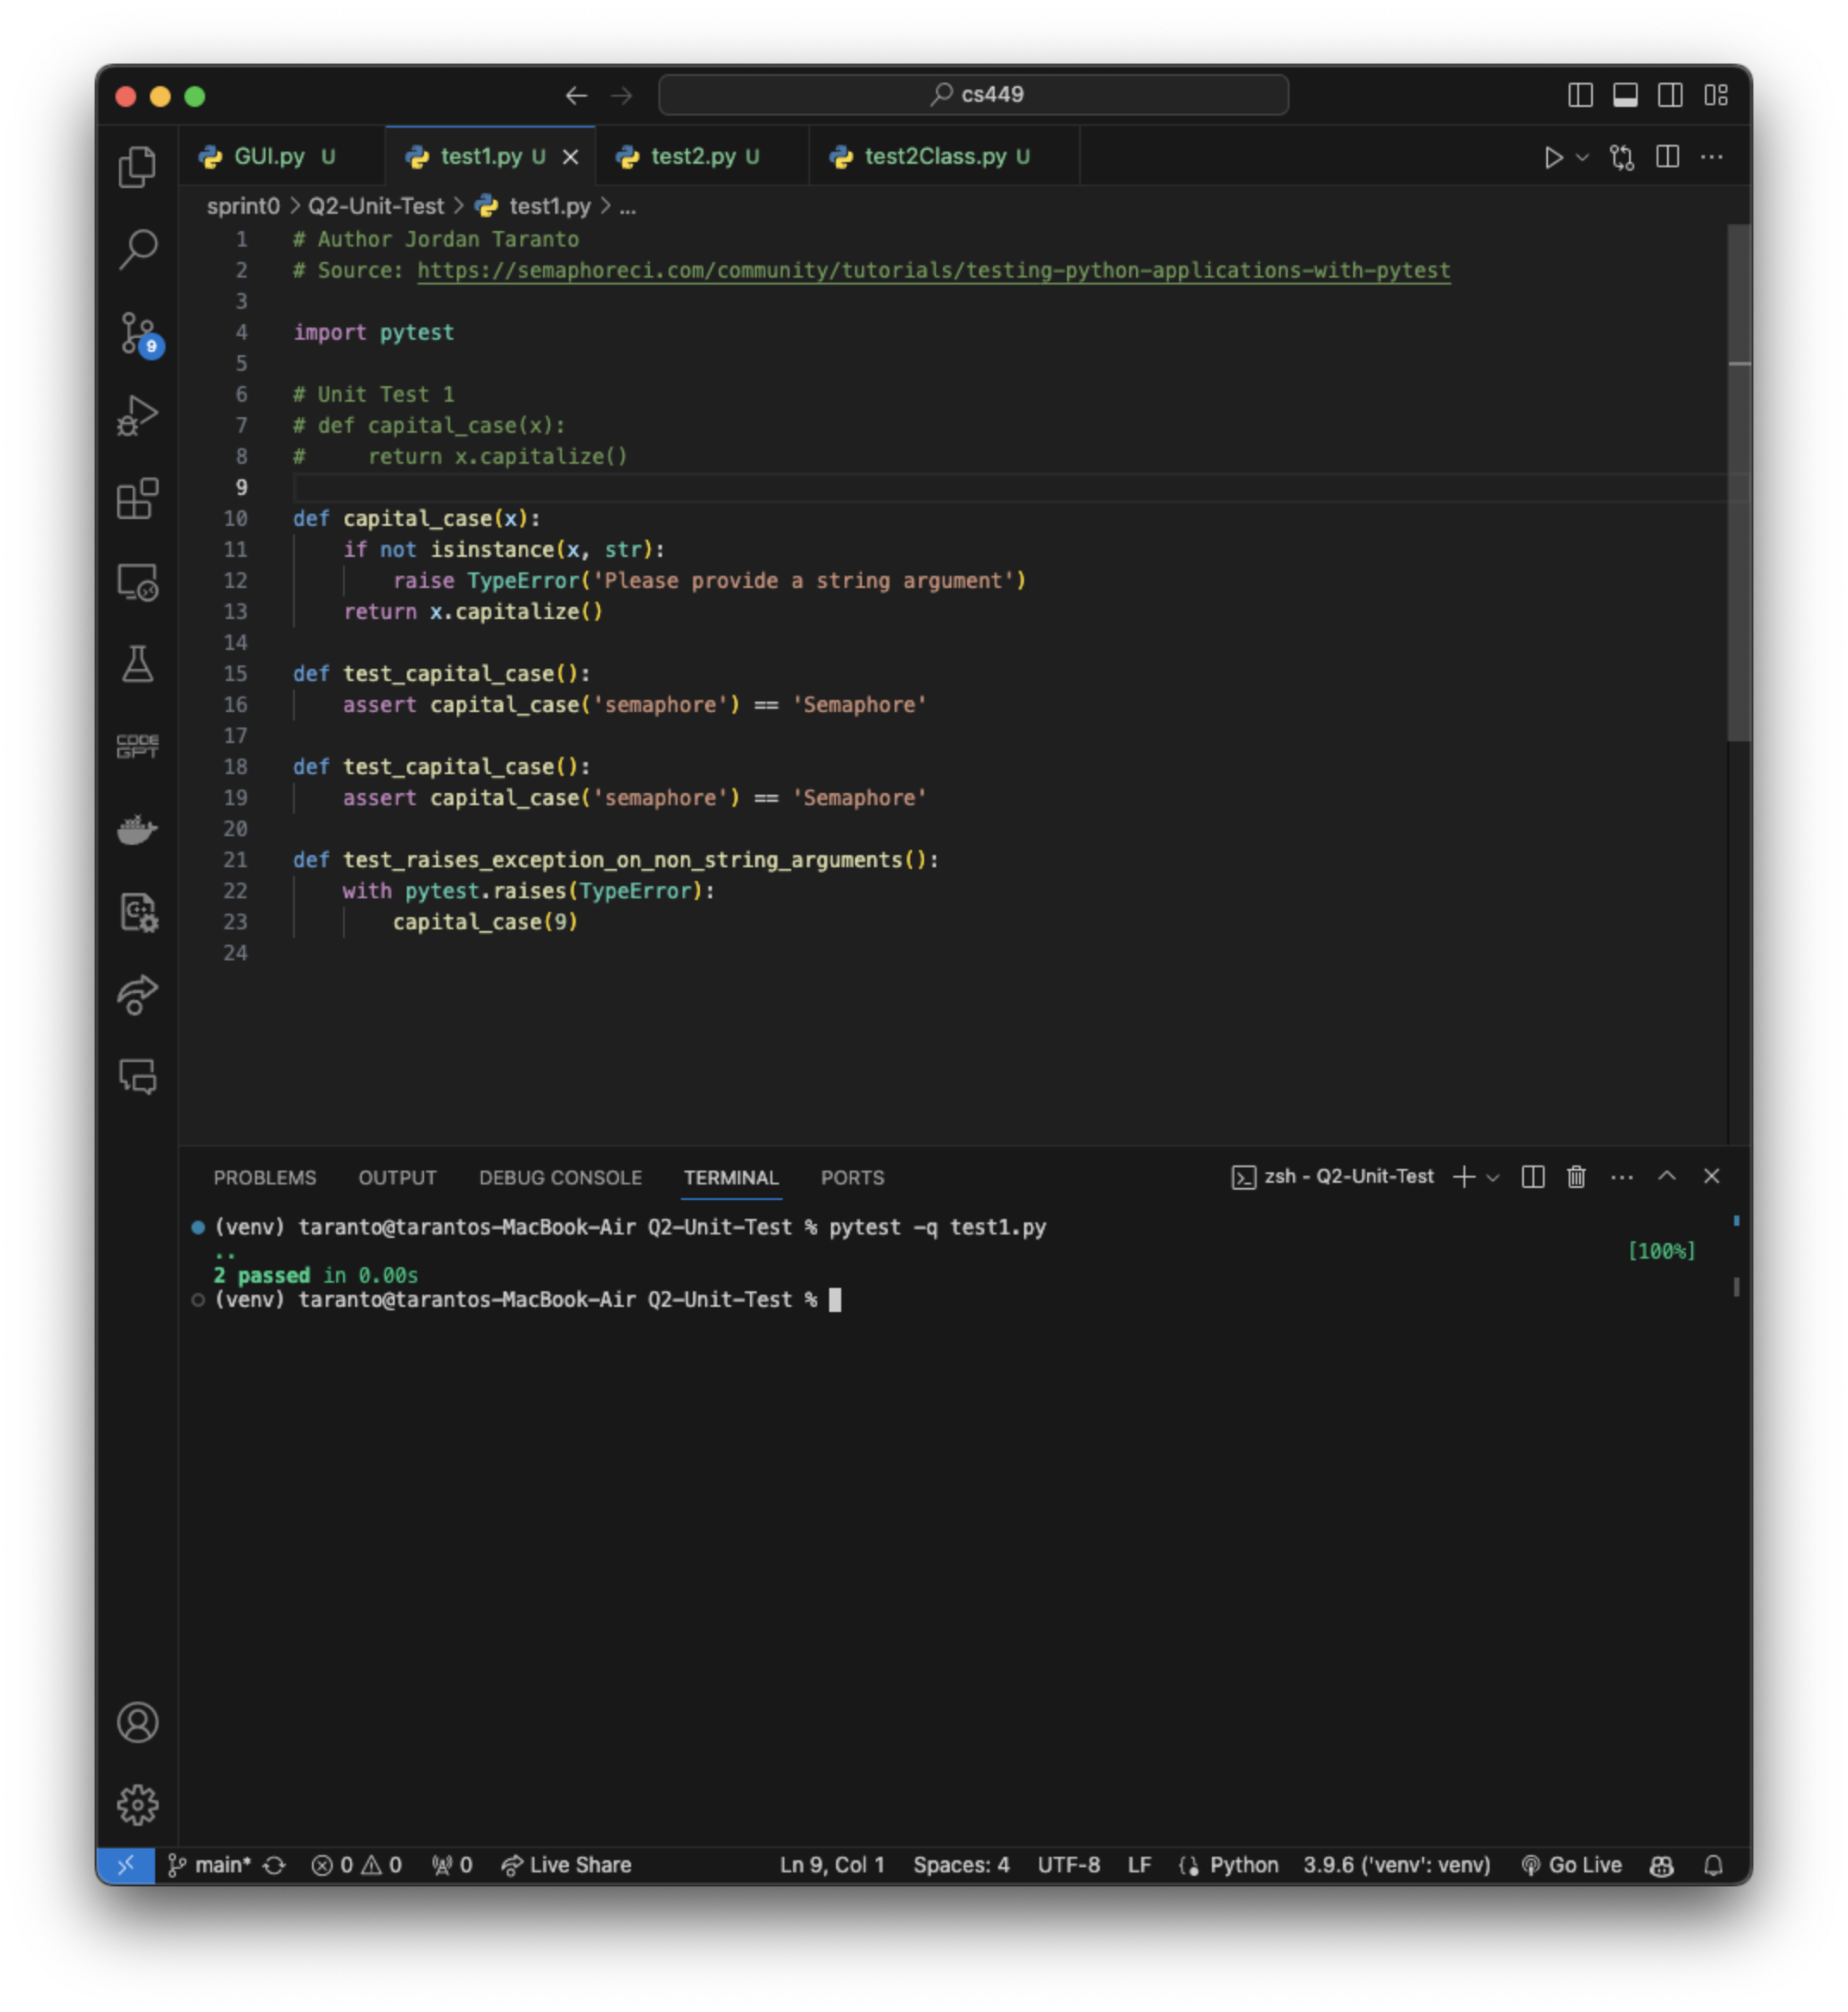 cs449
GUI.py U
test1.py U
test2.py U
test2Class.py U
sprint0 > Q2-Unit-Test > test1.py > ...
1 # Author Jordan Taranto
2 # Source: https://semaphoreci.com/community/tutorials/testing-python-applications-with-pytest
3
4 import pytest
5
6 # Unit Test 1
7 # def capital_case(x):
8 #     return x.capitalize()
9
10 def capital_case(x):
11     if not isinstance(x, str):
12         raise TypeError('Please provide a string argument')
13     return x.capitalize()
14
15 def test_capital_case():
16     assert capital_case('semaphore') == 'Semaphore'
17
18 def test_capital_case():
19     assert capital_case('semaphore') == 'Semaphore'
20
21 def test_raises_exception_on_non_string_arguments():
22     with pytest.raises(TypeError):
23         capital_case(9)
24
9
CODE
GPT
PROBLEMS OUTPUT DEBUG CONSOLE TERMINAL PORTS zsh - Q2-Unit-Test
(venv) taranto@tarantos-MacBook-Air Q2-Unit-Test % pytest -q test1.py
.. [100%]
2 passed in 0.00s
(venv) taranto@tarantos-MacBook-Air Q2-Unit-Test %
main* 0 0 0 Live Share Ln 9, Col 1 Spaces: 4 UTF-8 LF Python 3.9.6 ('venv': venv) Go Live